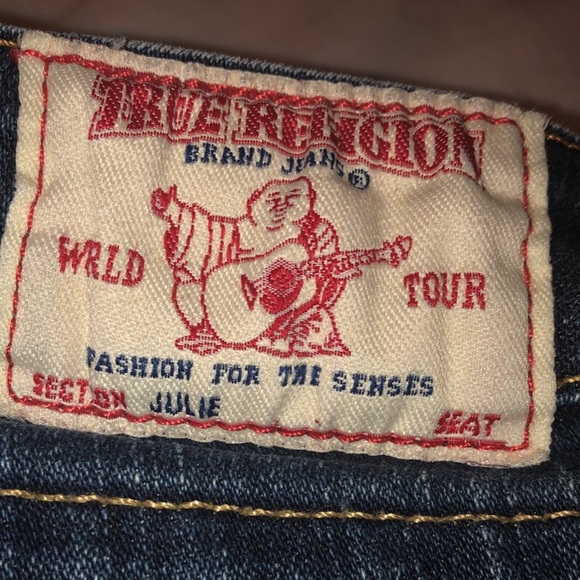 TRUE RELIGION
BRAND JEANS®
WRLD TOUR
FASHION FOR THE SENSES
SECTION JULIE SEAT